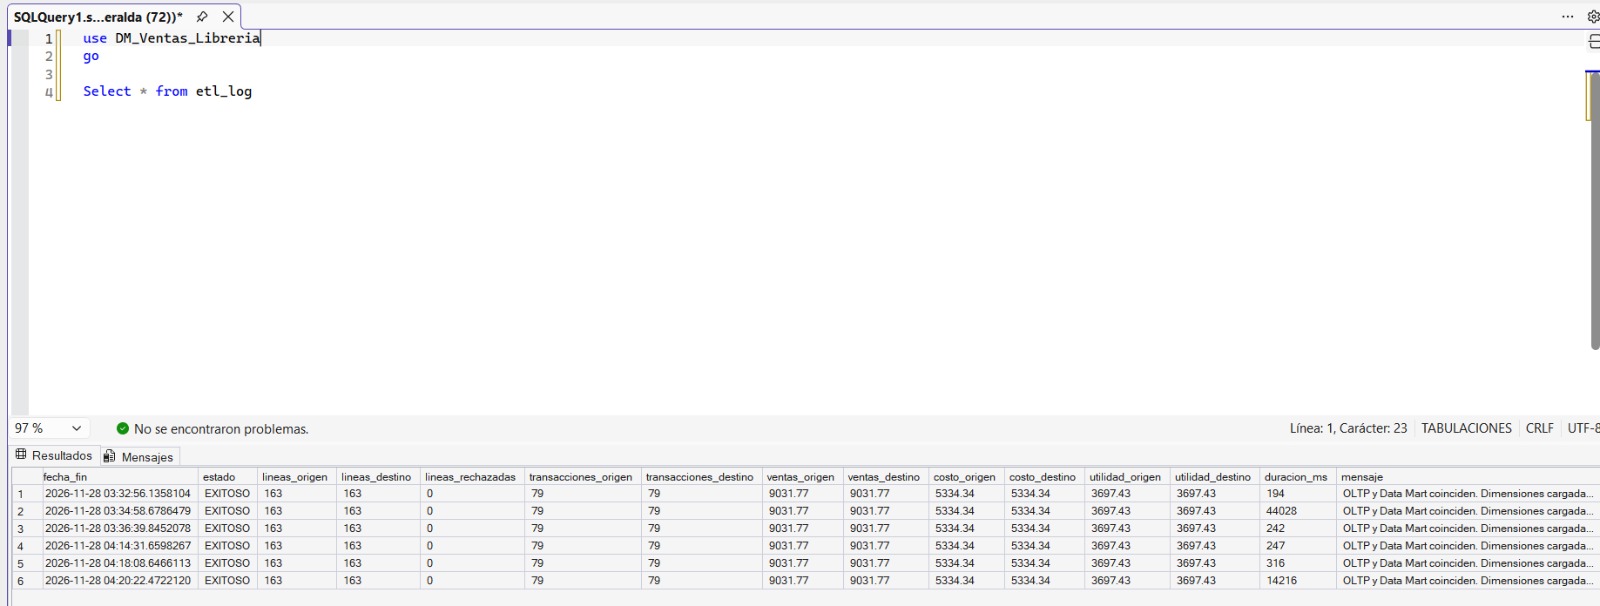 SQLQuery1.s...eralda (72))*
1 use DM_Ventas_Libreria
2 go
3
4 Select * from etl_log
97 % No se encontraron problemas. Línea: 1, Carácter: 23 TABULACIONES CRLF UTF-8
Resultados Mensajes
fecha_fin estado lineas_origen lineas_destino lineas_rechazadas transacciones_origen transacciones_destino ventas_origen ventas_destino costo_origen costo_destino utilidad_origen utilidad_destino duracion_ms mensaje
1 2026-11-28 03:32:56.1358104 EXITOSO 163 163 0 79 79 9031.77 9031.77 5334.34 5334.34 3697.43 3697.43 194 OLTP y Data Mart coinciden. Dimensiones cargada...
2 2026-11-28 03:34:58.6786479 EXITOSO 163 163 0 79 79 9031.77 9031.77 5334.34 5334.34 3697.43 3697.43 44028 OLTP y Data Mart coinciden. Dimensiones cargada...
3 2026-11-28 03:36:39.8452078 EXITOSO 163 163 0 79 79 9031.77 9031.77 5334.34 5334.34 3697.43 3697.43 242 OLTP y Data Mart coinciden. Dimensiones cargada...
4 2026-11-28 04:14:31.6598267 EXITOSO 163 163 0 79 79 9031.77 9031.77 5334.34 5334.34 3697.43 3697.43 247 OLTP y Data Mart coinciden. Dimensiones cargada...
5 2026-11-28 04:18:08.6466113 EXITOSO 163 163 0 79 79 9031.77 9031.77 5334.34 5334.34 3697.43 3697.43 316 OLTP y Data Mart coinciden. Dimensiones cargada...
6 2026-11-28 04:20:22.4722120 EXITOSO 163 163 0 79 79 9031.77 9031.77 5334.34 5334.34 3697.43 3697.43 14216 OLTP y Data Mart coinciden. Dimensiones cargada...